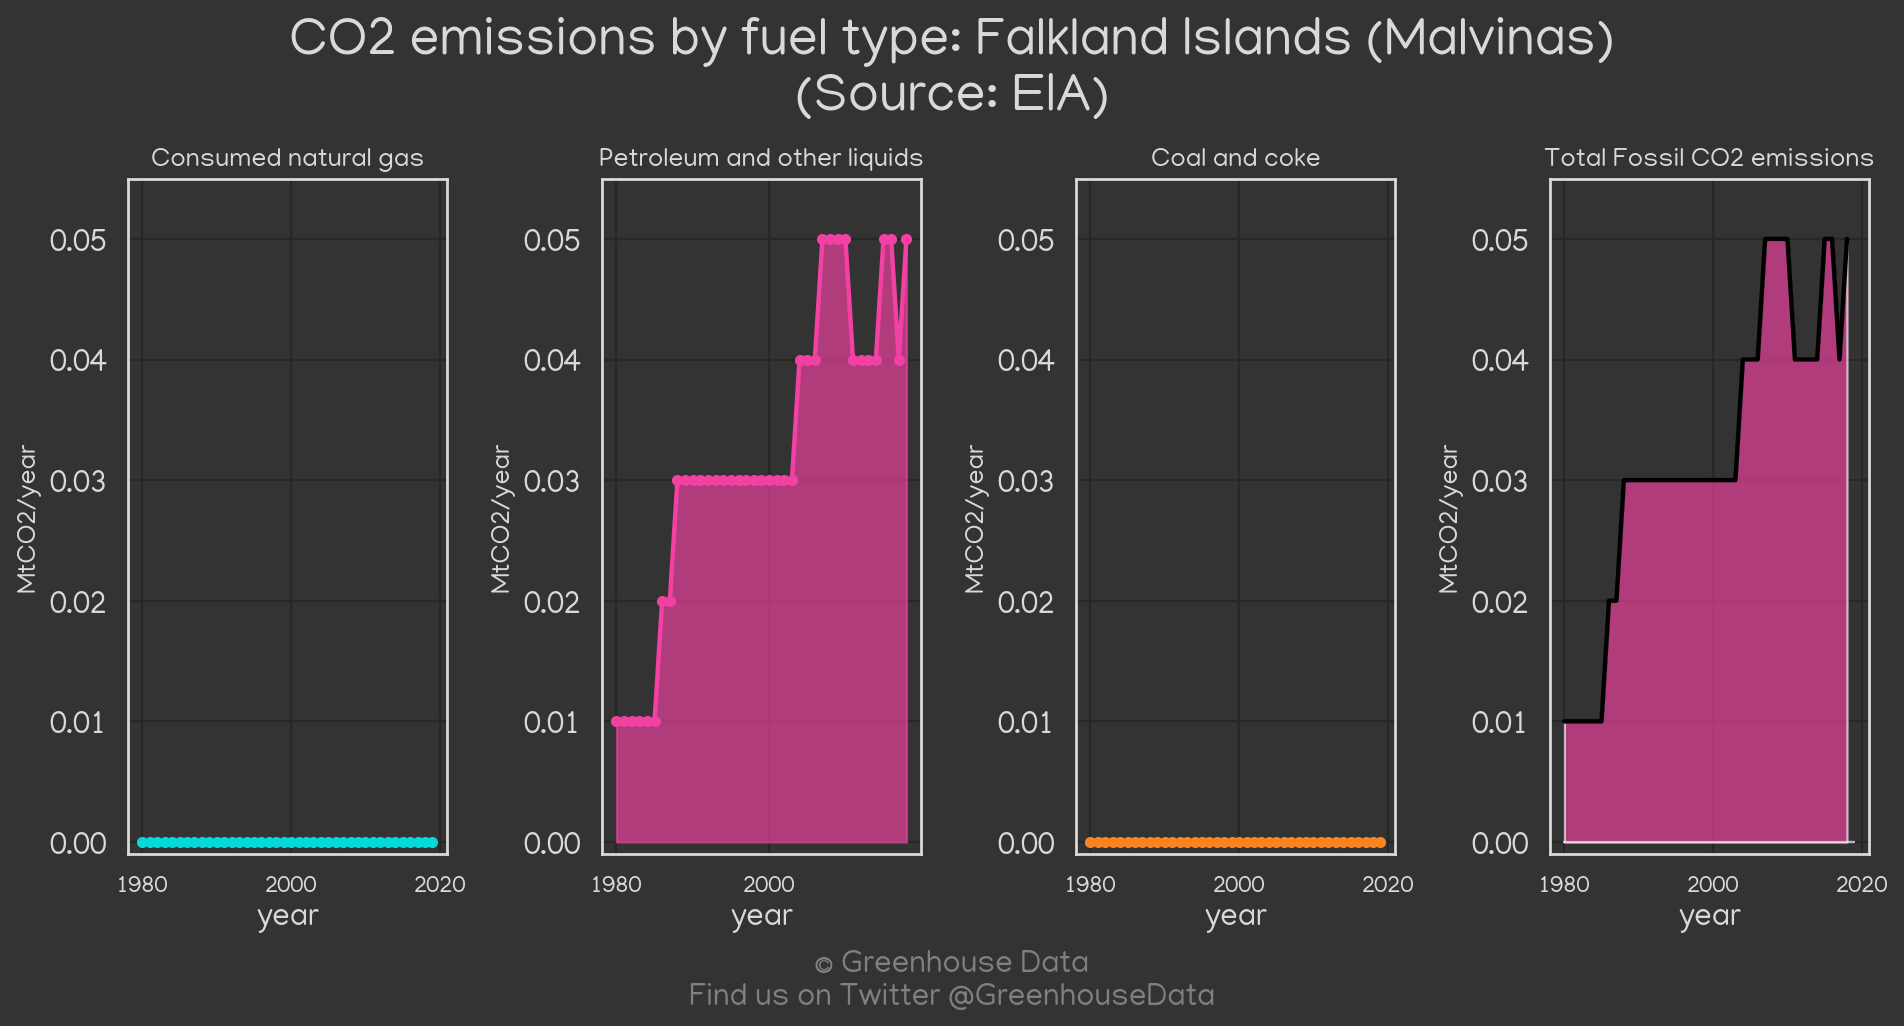 CO2 emissions by fuel type: Falkland Islands (Malvinas)
(Source: EIA)
Consumed natural gas
0.05
0.04
0.03
0.02
0.01
0.00
MtCO2/year
1980 2000 2020
year
Petroleum and other liquids
0.05
0.04
0.03
0.02
0.01
0.00
MtCO2/year
1980 2000
year
Coal and coke
0.05
0.04
0.03
0.02
0.01
0.00
MtCO2/year
1980 2000 2020
year
Total Fossil CO2 emissions
0.05
0.04
0.03
0.02
0.01
0.00
MtCO2/year
1980 2000 2020
year
© Greenhouse Data
Find us on Twitter @GreenhouseData